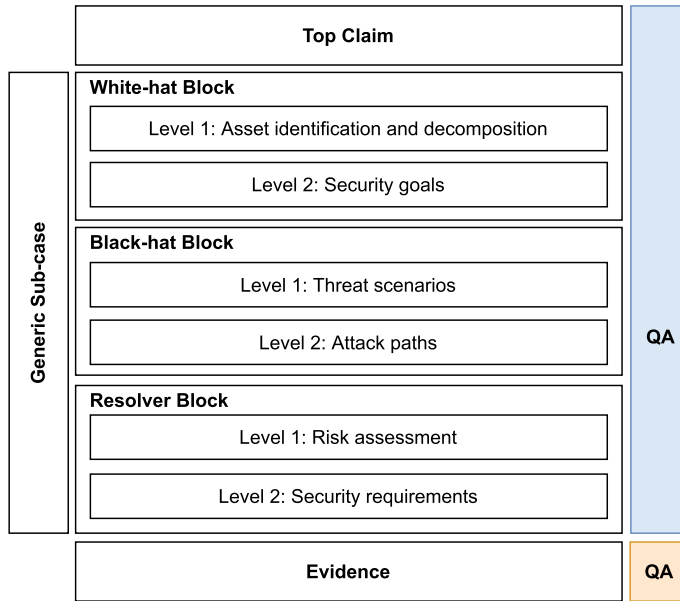 Top Claim
White-hat Block
Level 1: Asset identification and decomposition
Level 2: Security goals
Black-hat Block
Level 1: Threat scenarios
Level 2: Attack paths
Resolver Block
Level 1: Risk assessment
Level 2: Security requirements
Generic Sub-case
QA
Evidence
QA